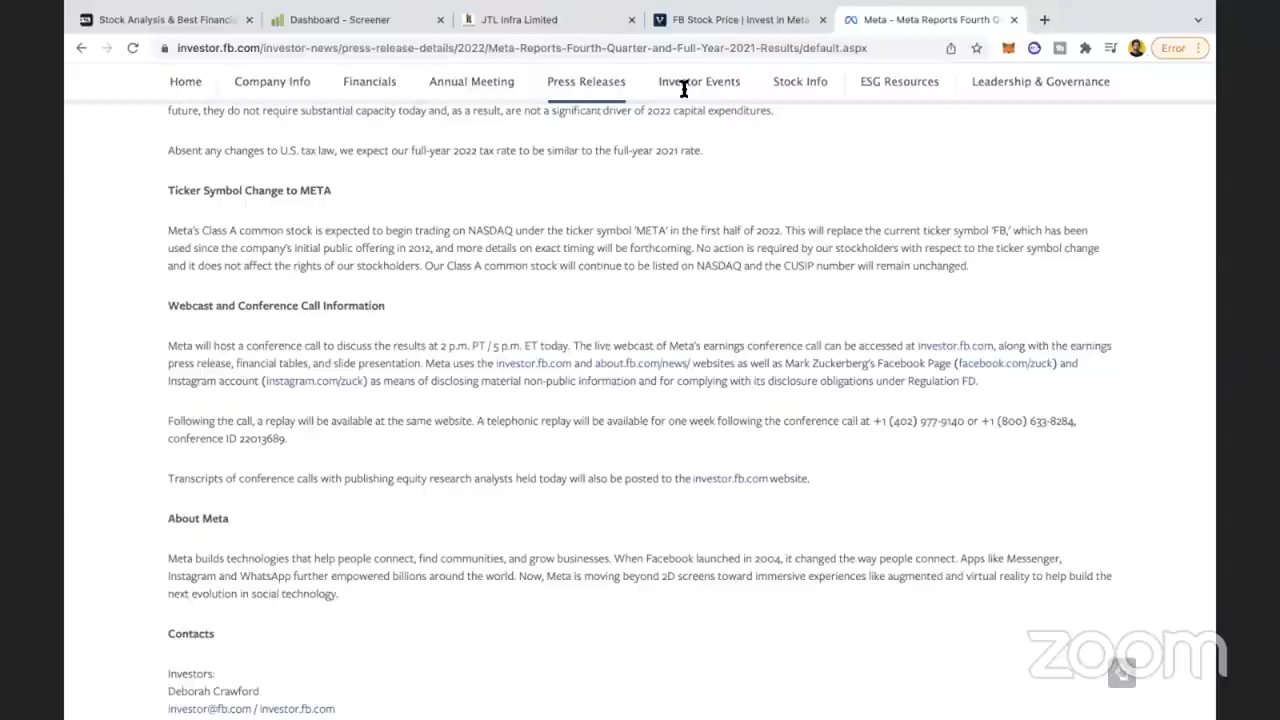 Stock Analysis & Best Financia
Dashboard - Screener
JTL infra Limited
FB Stock Price | Invest in Meta
Meta - Meta Reports Fourth Q
investor.fb.com/investor-news/press-release-details/2022/Meta-Reports-Fourth-Quarter-and-Full-Year-2021-Results/default.aspx
Error
Home
Company Info
Financials
Annual Meeting
Press Releases
Investor Events
Stock Info
ESG Resources
Leadership & Governance
future, they do not require substantial capacity today and, as a result, are not a significant driver of 2022 capital expenditures.
Absent any changes to U.S. tax law, we expect our full-year 2022 tax rate to be similar to the full-year 2021 rate.
Ticker Symbol Change to META
Meta's Class A common stock is expected to begin trading on NASDAQ under the ticker symbol 'META' in the first half of 2022. This will replace the current ticker symbol 'FB,' which has been
used since the company's initial public offering in 2012, and more details on exact timing will be forthcoming. No action is required by our stockholders with respect to the ticker symbol change
and it does not affect the rights of our stockholders. Our Class A common stock will continue to be listed on NASDAQ and the CUSIP number will remain unchanged.
Webcast and Conference Call Information
Meta will host a conference call to discuss the results at 2 p.m. PT / 5 p.m. ET today. The live webcast of Meta's earnings conference call can be accessed at investor.fb.com, along with the earnings
press release, financial tables, and slide presentation. Meta uses the investor.fb.com and about.fb.com/news/ websites as well as Mark Zuckerberg's Facebook Page (facebook.com/zuck) and
Instagram account (instagram.com/zuck) as means of disclosing material non-public information and for complying with its disclosure obligations under Regulation FD.
Following the call, a replay will be available at the same website. A telephonic replay will be available for one week following the conference call at +1 (402) 977-9140 or +1 (800) 633-8284,
conference ID 22013689.
Transcripts of conference calls with publishing equity research analysts held today will also be posted to the investor.fb.com website.
About Meta
Meta builds technologies that help people connect, find communities, and grow businesses. When Facebook launched in 2004, it changed the way people connect. Apps like Messenger,
Instagram and WhatsApp further empowered billions around the world. Now, Meta is moving beyond 2D screens toward immersive experiences like augmented and virtual reality to help build the
next evolution in social technology.
Contacts
Investors:
Deborah Crawford
investor@fb.com / investor.fb.com
zoom